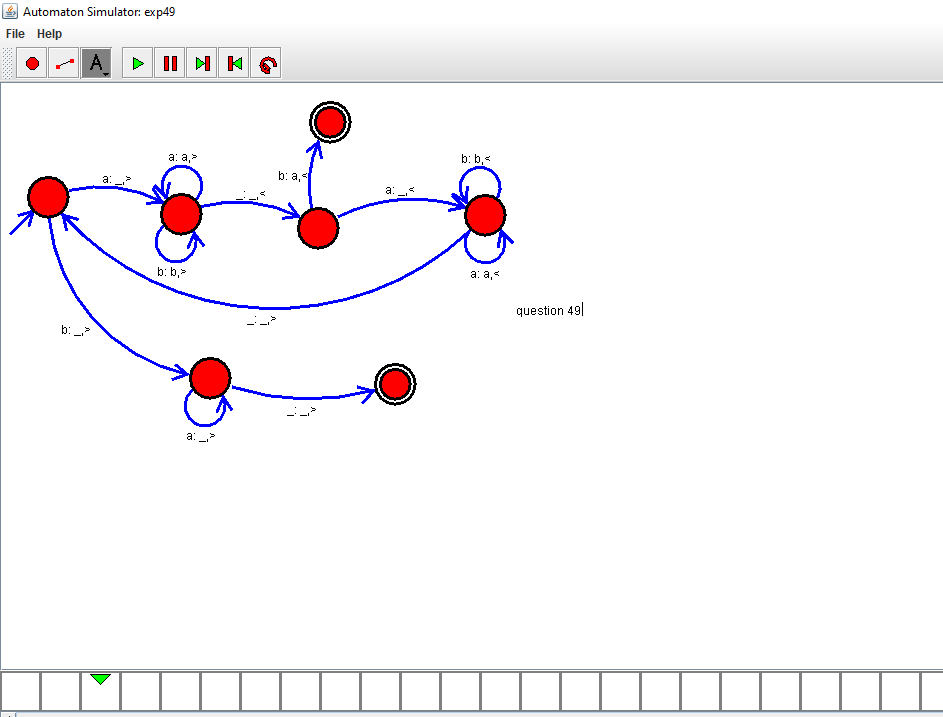 Automaton Simulator: exp49
File Help
A
a: a,>
b: b,<
a: _,>
b: a,<
_: _,<
a: _,<
b: b,>
a: a,<
question 49
_: _,>
b: _,>
_: _,>
a: _,>